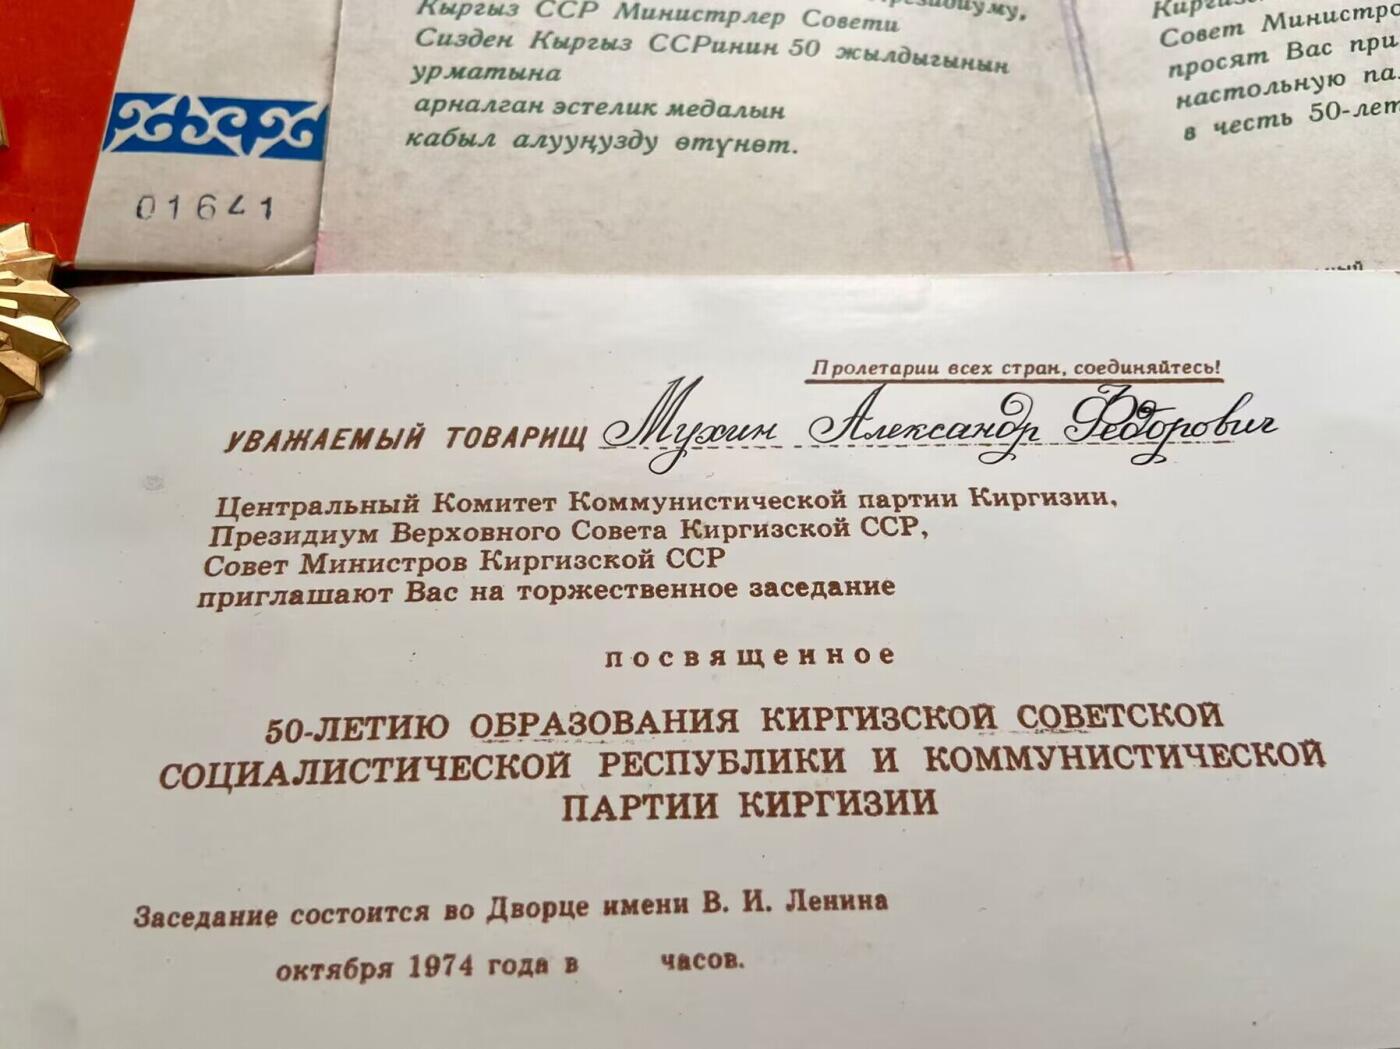 Кыргыз ССР Министрлер Совети
Сизден Кыргыз ССРинин 50 жылдыгынын
урматына
арналган эстелик медалын
кабыл алууңузду өтүнөт.
Совет Министро
просят Вас при
настольную па
в честь 50-лет
01641
Пролетарии всех стран, соединяйтесь!
УВАЖАЕМЫЙ ТОВАРИЩ Мухин Александр Федорович
Центральный Комитет Коммунистической партии Киргизии,
Президиум Верховного Совета Киргизской ССР,
Совет Министров Киргизской ССР
приглашают Вас на торжественное заседание
посвященное
50-ЛЕТИЮ ОБРАЗОВАНИЯ КИРГИЗСКОЙ СОВЕТСКОЙ
СОЦИАЛИСТИЧЕСКОЙ РЕСПУБЛИКИ И КОММУНИСТИЧЕСКОЙ
ПАРТИИ КИРГИЗИИ
Заседание состоится во Дворце имени В. И. Ленина
октября 1974 года в часов.